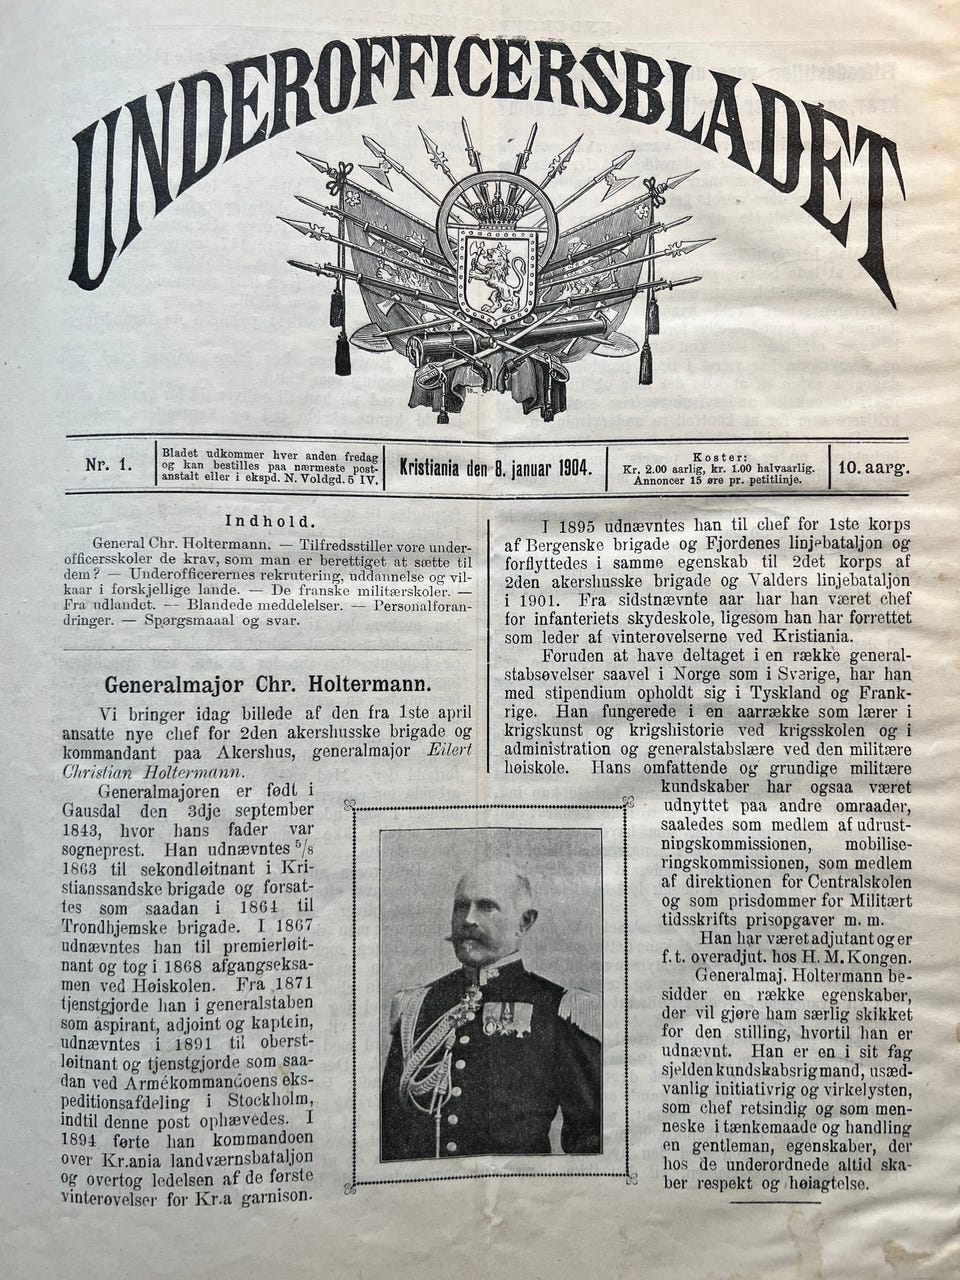 UNDEROFFICERSBLADET
Nr. 1.
Bladet udkommer hver anden fredag
og kan bestilles paa nærmeste post-
anstalt eller i ekspd. N. Voldgd. 5 IV.
Kristiania den 8. januar 1904.
Koster:
Kr. 2.00 aarlig, kr. 1.00 halvaarlig.
Annoncer 15 øre pr. petitlinje.
10. aarg.
Indhold.
General Chr. Holtermann. — Tilfredsstiller vore under-
officersskoler de krav, som man er berettiget at sætte til
dem? — Underofficerernes rekrutering, uddannelse og vil-
kaar i forskjellige lande. — De franske militærskoler. —
Fra udlandet. — Blandede meddelelser. — Personalforan-
dringer. — Spørgsmaaal og svar.
Generalmajor Chr. Holtermann.
Vi bringer idag billede af den fra 1ste april
ansatte nye chef for 2den akershusske brigade og
kommandant paa Akershus, generalmajor Eilert
Christian Holtermann.
Generalmajoren er født i
Gausdal den 3dje september
1843, hvor hans fader var
sogneprest. Han udnævntes 5/8
1863 til sekondløitnant i Kri-
stianssandske brigade og forsat-
tes som saadan i 1864 til
Trondhjemske brigade. I 1867
udnævntes han til premierløit-
nant og tog i 1868 afgangseksa-
men ved Høiskolen. Fra 1871
tjenstgjorde han i generalstaben
som aspirant, adjoint og kaptein,
udnævntes i 1891 til oberst-
løitnant og tjenstgjorde som saa-
dan ved Armékommandoens eks-
peditionsafdeling i Stockholm,
indtil denne post ophævedes. I
1894 førte han kommandoen
over Kr.ania landværnsbataljon
og overtog ledelsen af de første
vinterøvelser for Kr.a garnison.
I 1895 udnævntes han til chef for 1ste korps
af Bergenske brigade og Fjordenes linjebataljon og
forflyttedes i samme egenskab til 2det korps af
2den akershusske brigade og Valders linjebataljon
i 1901. Fra sidstnævnte aar har han været chef
for infanteriets skydeskole, ligesom han har forrettet
som leder af vinterøvelserne ved Kristiania.
Foruden at have deltaget i en række general-
stabsøvelser saavel i Norge som i Sverige, har han
med stipendium opholdt sig i Tyskland og Frank-
rige. Han fungerede i en aarrække som lærer i
krigskunst og krigshistorie ved krigsskolen og i
administration og generalstabslære ved den militære
høiskole. Hans omfattende og grundige militære
kundskaber har ogsaa været
udnyttet paa andre omraader,
saaledes som medlem af udrust-
ningskommissionen, mobilise-
ringskommissionen, som medlem
af direktionen for Centralskolen
og som prisdommer for Militært
tidsskrifts prisopgaver m. m.
Han har været adjutant og er
f. t. overadjut. hos H. M. Kongen.
Generalmaj. Holtermann be-
sidder en række egenskaber,
der vil gjøre ham særlig skikket
for den stilling, hvortil han er
udnævnt. Han er en i sit fag
sjelden kundskabsrig mand, usæd-
vanlig initiativrig og virkelysten,
som chef retsindig og som men-
neske i tænkemaade og handling
en gentleman, egenskaber, der
hos de underordnede altid ska-
ber respekt og høiagtelse.